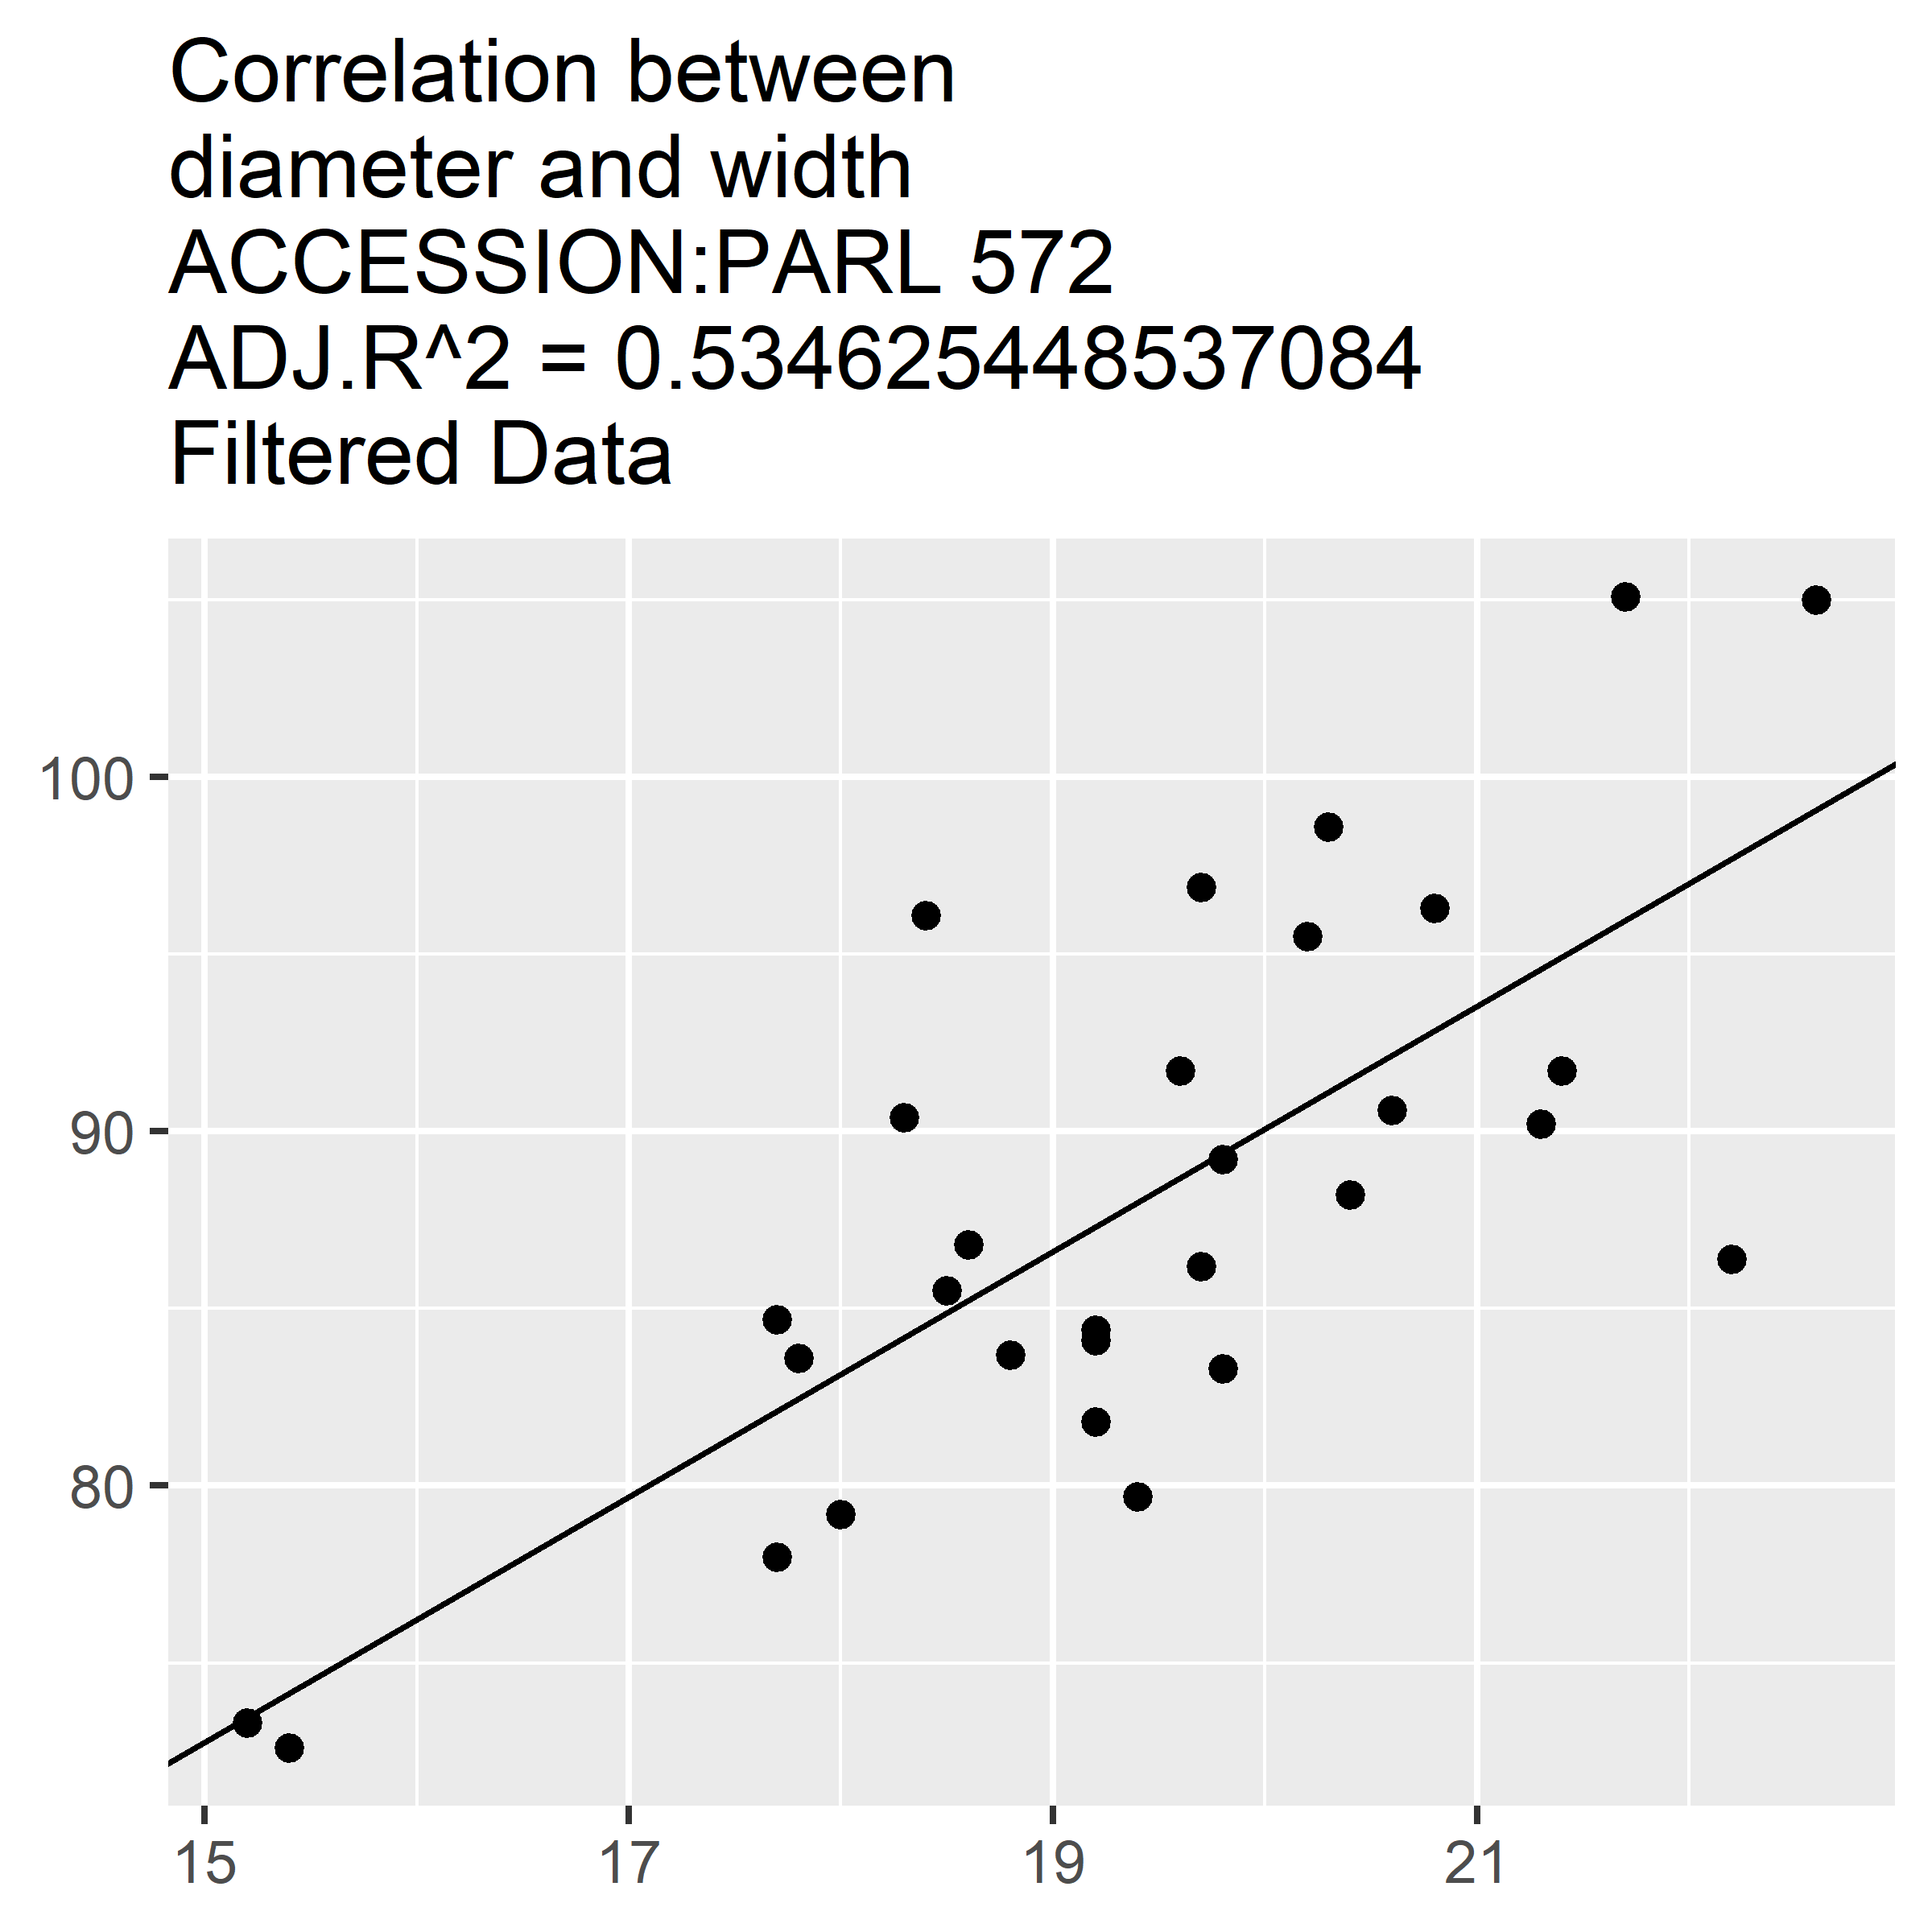 Correlation between
diameter and width
ACCESSION:PARL 572
ADJ.R^2 = 0.534625448537084
Filtered Data
100
90
80
15 17 19 21